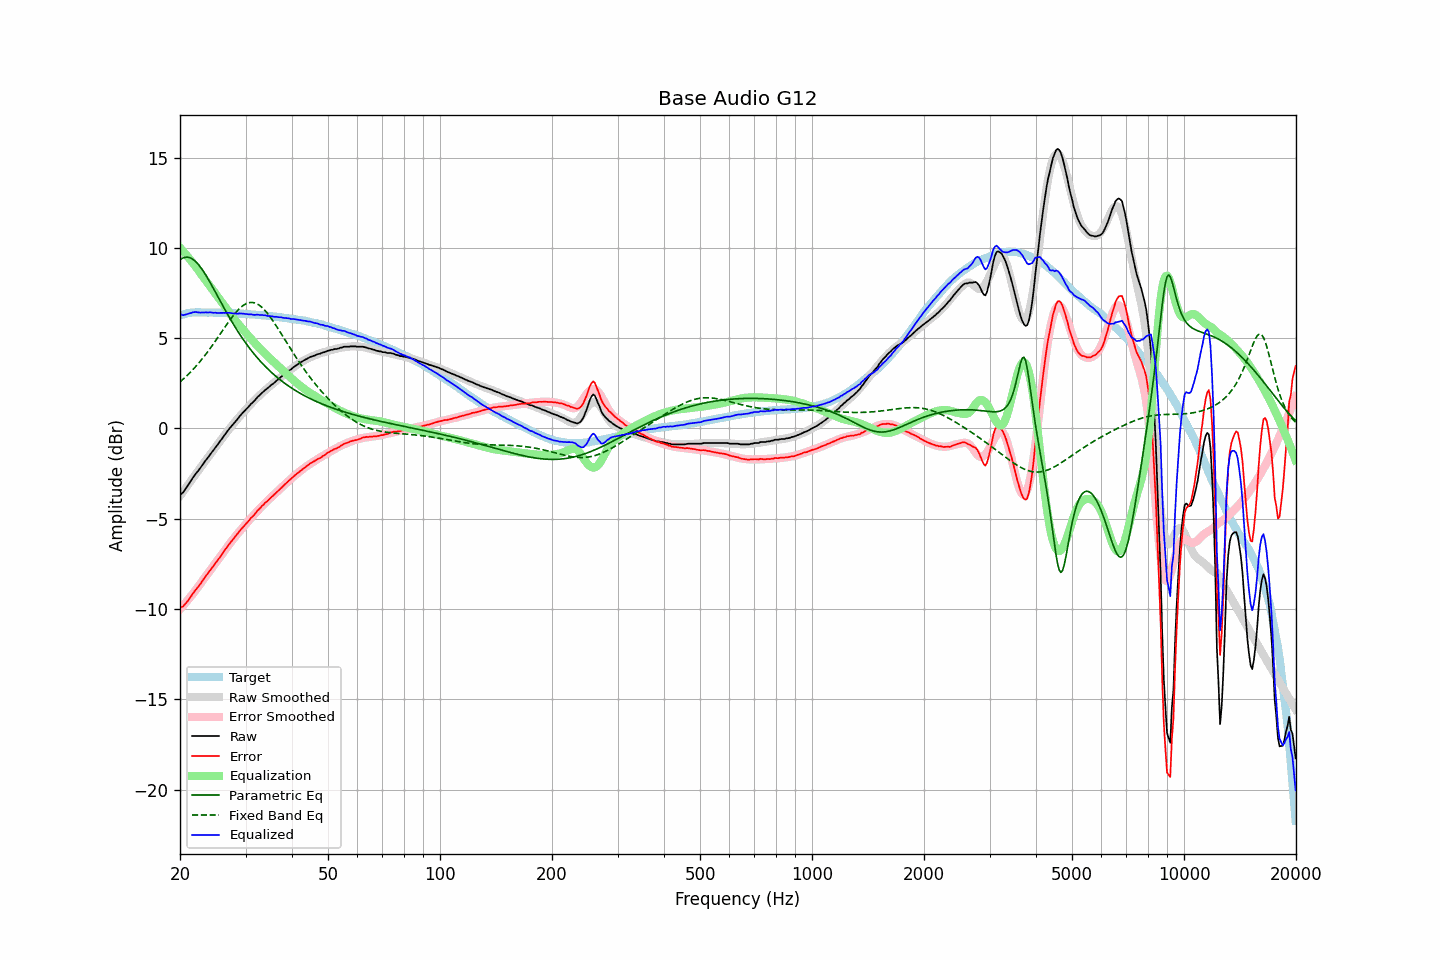 Base Audio G12
Amplitude (dBr)
15
10
5
0
−5
−10
−15
−20
Target
Raw Smoothed
Error Smoothed
Raw
Error
Equalization
Parametric Eq
Fixed Band Eq
Equalized
20 50 100 200 500 1000 2000 5000 10000 20000
Frequency (Hz)